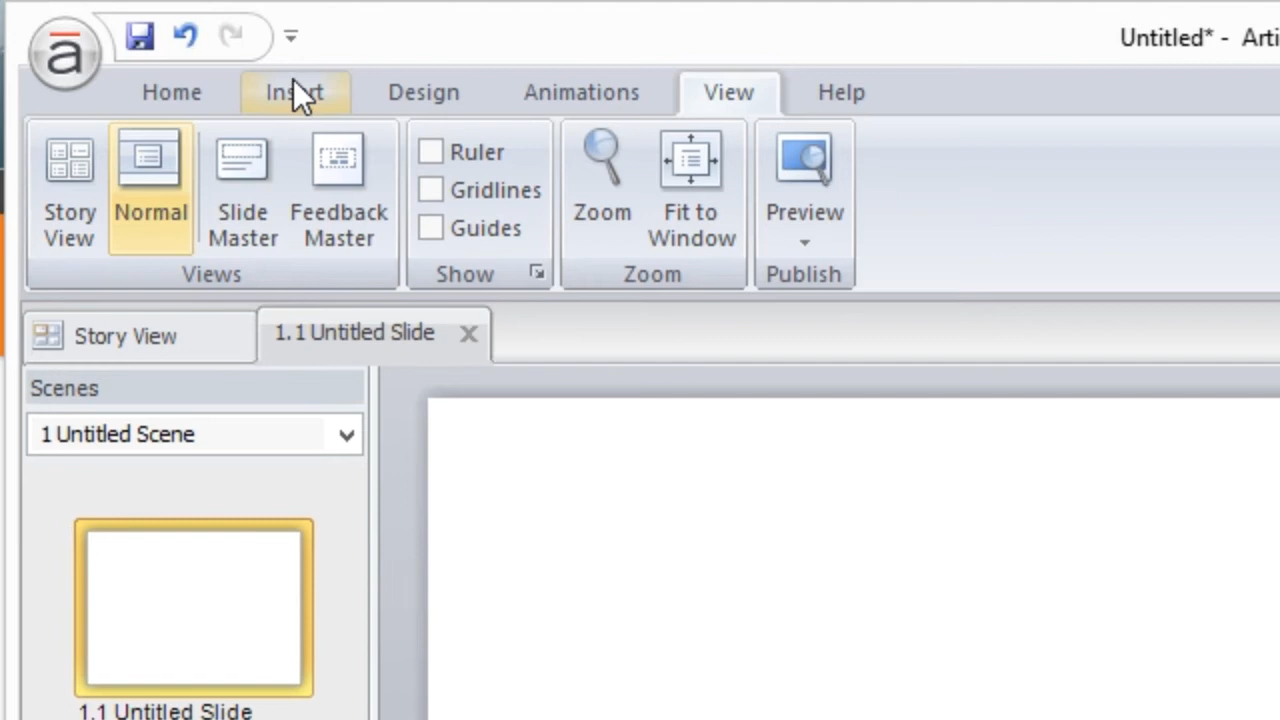 Untitled* - Arti
Home Insert Design Animations View Help
Story View
Normal
Slide Master
Feedback Master
Views
Ruler
Gridlines
Guides
Show
Zoom
Fit to Window
Zoom
Preview
Publish
Story View
1.1 Untitled Slide
Scenes
1 Untitled Scene
1.1 Untitled Slide